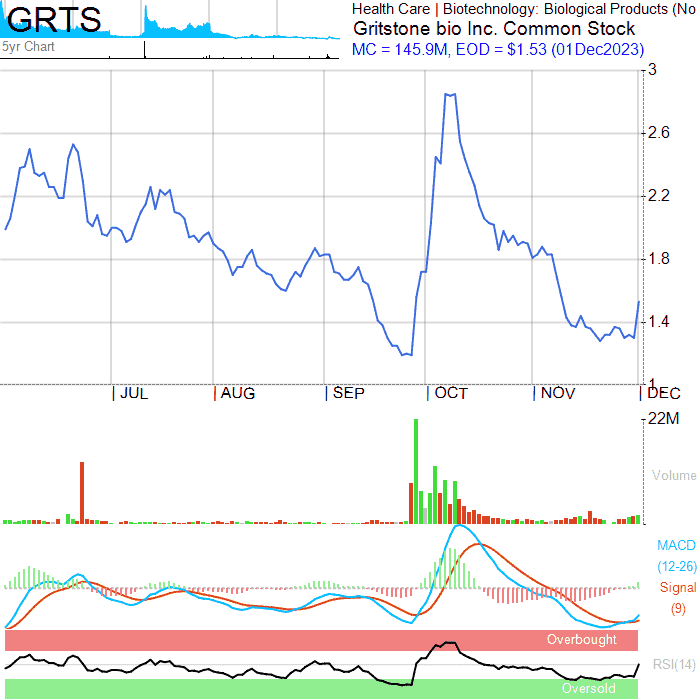 GRTS
5yr Chart
Health Care | Biotechnology: Biological Products (No
Gritstone bio Inc. Common Stock
MC = 145.9M, EOD = $1.53 (01Dec2023)
3
2.6
2.2
1.8
1.4
1
JUL AUG SEP OCT NOV DEC
22M
Volume
MACD
(12-26)
Signal
(9)
Overbought
RSI(14)
Oversold